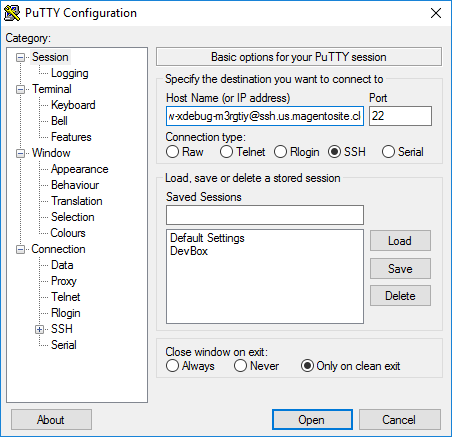 PuTTY Configuration
Category:
Session
Logging
Terminal
Keyboard
Bell
Features
Window
Appearance
Behaviour
Translation
Selection
Colours
Connection
Data
Proxy
Telnet
Rlogin
SSH
Serial
Basic options for your PuTTY session
Specify the destination you want to connect to
Host Name (or IP address) Port
-xdebug-m3rgtiy@ssh.us.magentosite.cl 22
Connection type:
Raw Telnet Rlogin SSH Serial
Load, save or delete a stored session
Saved Sessions
Default Settings
DevBox
Load
Save
Delete
Close window on exit:
Always Never Only on clean exit
About Open Cancel